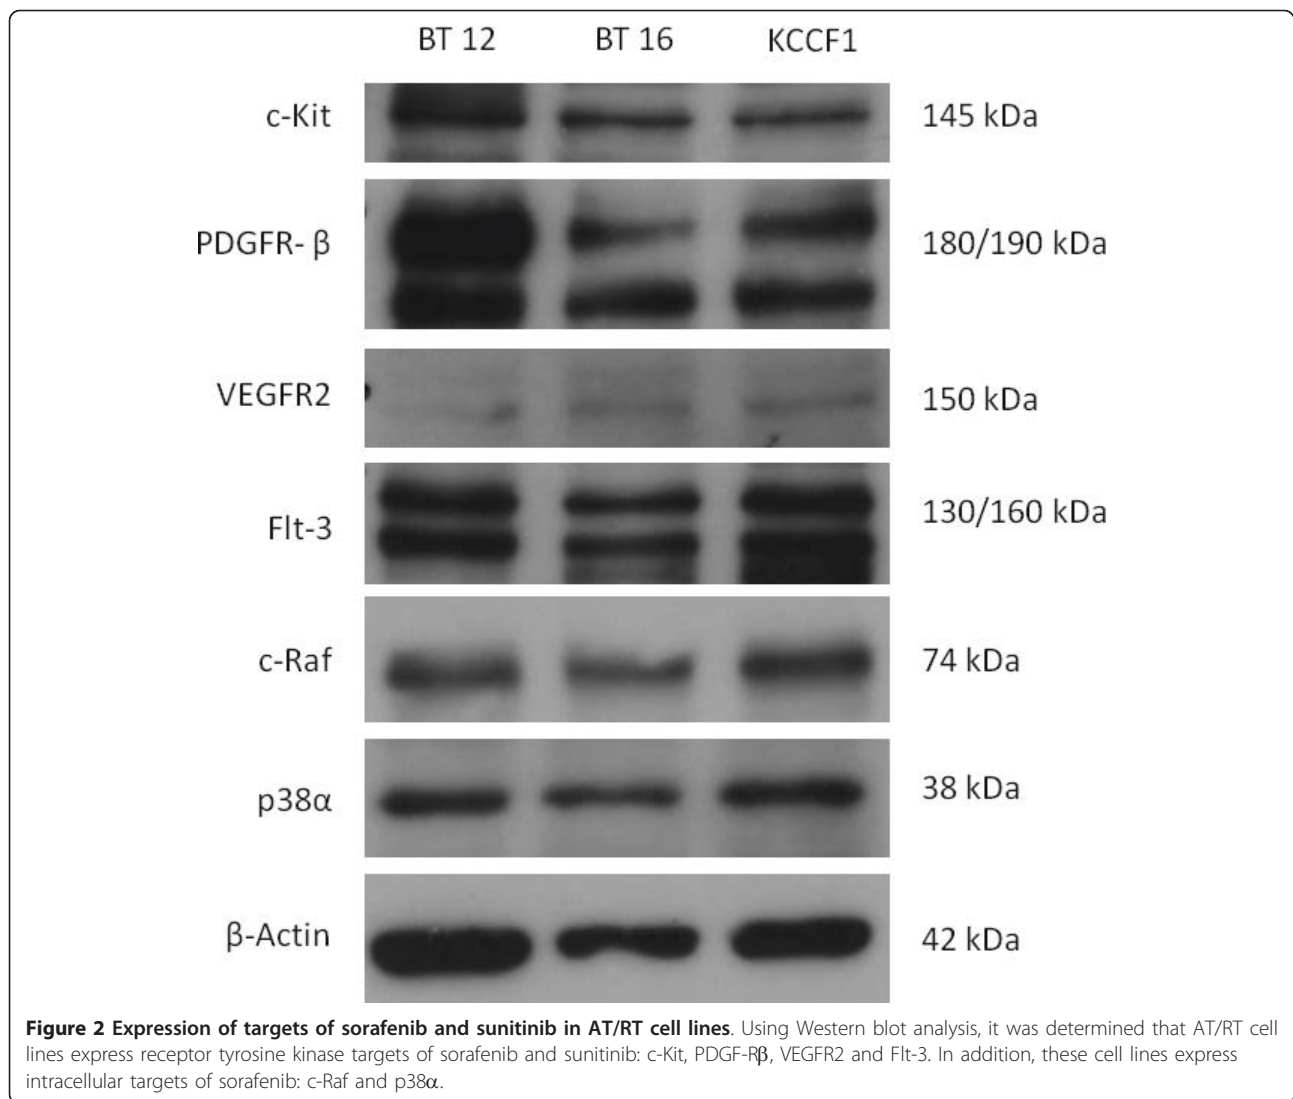 BT 12 BT 16 KCCF1
c-Kit 145 kDa
PDGFR- β 180/190 kDa
VEGFR2 150 kDa
Flt-3 130/160 kDa
c-Raf 74 kDa
p38α 38 kDa
β-Actin 42 kDa
Figure 2 Expression of targets of sorafenib and sunitinib in AT/RT cell lines. Using Western blot analysis, it was determined that AT/RT cell
lines express receptor tyrosine kinase targets of sorafenib and sunitinib: c-Kit, PDGF-Rβ, VEGFR2 and Flt-3. In addition, these cell lines express
intracellular targets of sorafenib: c-Raf and p38α.